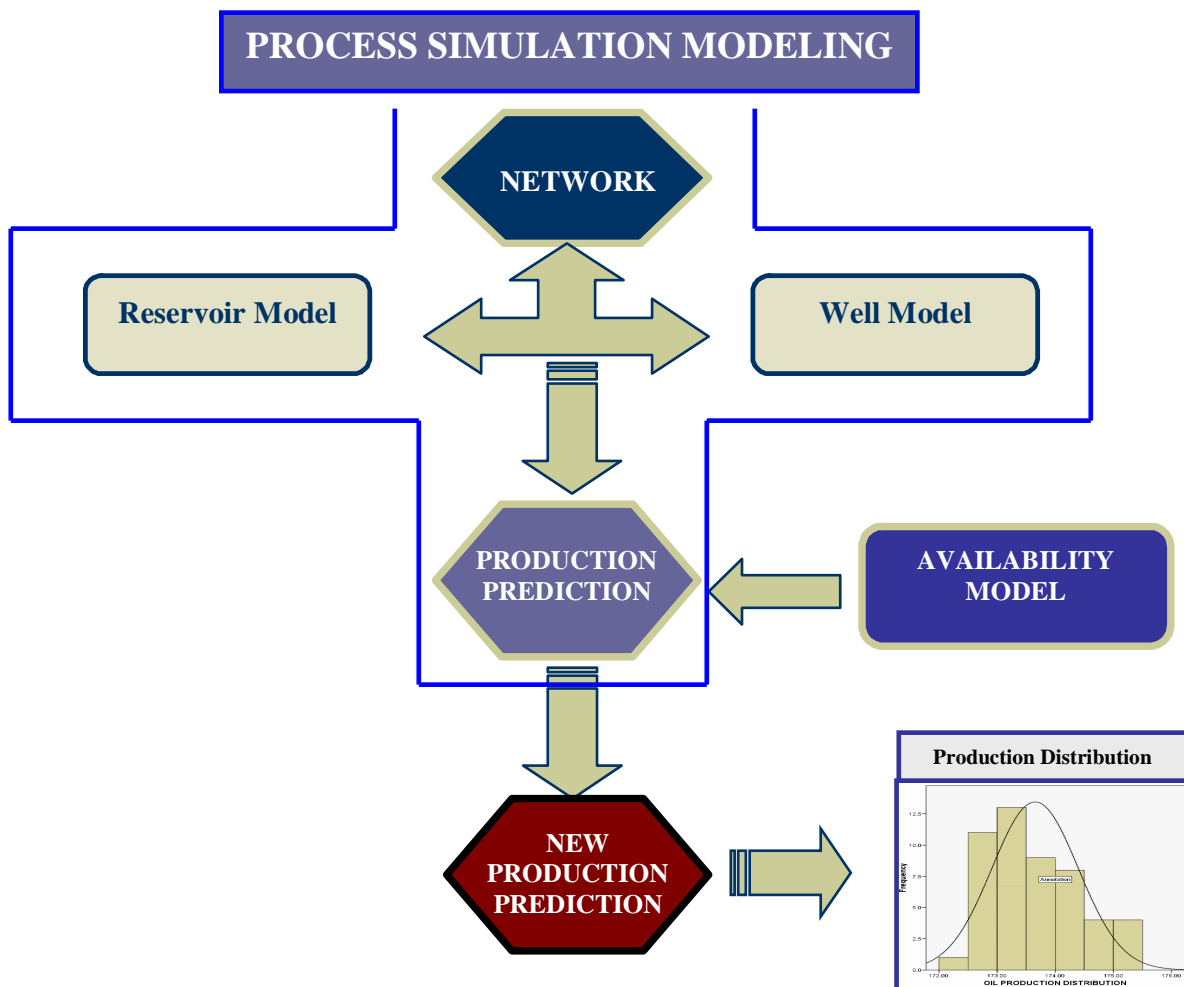 PROCESS SIMULATION MODELING
NETWORK
Reservoir Model
Well Model
PRODUCTION
PREDICTION
AVAILABILITY
MODEL
NEW
PRODUCTION
PREDICTION
Production Distribution
Frequency
12.5
10.0
7.5
5.0
2.5
0.0
Annotation
172.00
173.00
174.00
175.00
176.00
OIL PRODUCTION DISTRIBUTION